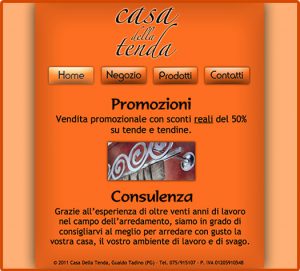 casa
della
tenda
Home Negozio Prodotti Contatti
Promozioni
Vendita promozionale con sconti reali del 50%
su tende e tendine.
Consulenza
Grazie all'esperienza di oltre venti anni di lavoro
nel campo dell'arredamento, siamo in grado di
consigliarvi al meglio per arredare con gusto la
vostra casa, il vostro ambiente di lavoro e di svago.
© 2011 Casa Della Tenda, Gualdo Tadino (PG) - Tel. 075/915107 - P. IVA 01205910548